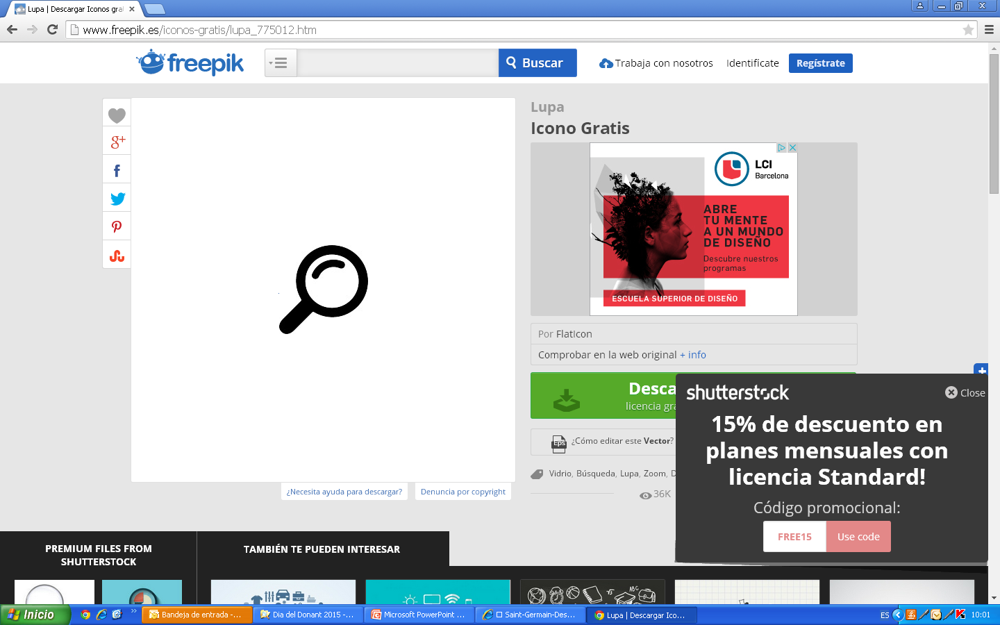 Lupa | Descargar Iconos gra
www.freepik.es/iconos-gratis/lupa_775012.htm
freepik
Buscar
Trabaja con nosotros
Identifícate
Regístrate
Lupa
Icono Gratis
LCI
Barcelona
ABRE
TU MENTE
A UN MUNDO
DE DISEÑO
Descubre nuestros
programas
ESCUELA SUPERIOR DE DISEÑO
Por FlatIcon
Comprobar en la web original + info
Desca
licencia gra
Eps
¿Cómo editar este Vector?
Vidrio, Búsqueda, Lupa, Zoom, D
36K
¿Necesita ayuda para descargar?
Denuncia por copyright
shutterstock
Close
15% de descuento en
planes mensuales con
licencia Standard!
Código promocional:
FREE15
Use code
PREMIUM FILES FROM
SHUTTERSTOCK
TAMBIÉN TE PUEDEN INTERESAR
ABC
Inicio
Bandeja de entrada -...
Dia del Donant 2015 -...
Microsoft PowerPoint ...
Saint-Germain-Des...
Lupa | Descargar Ico...
ES
10:01